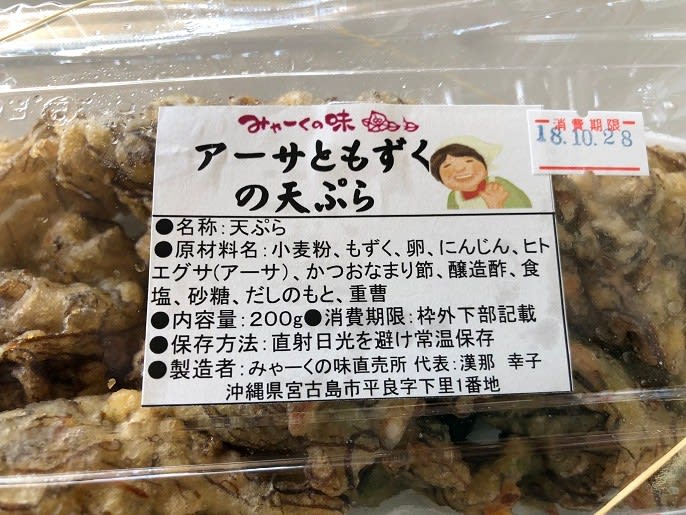 みゃーくの味
消費期限
18.10.28
アーサともずく
の天ぷら
●名称:天ぷら
●原材料名:小麦粉、もずく、卵、にんじん、ヒト
エグサ(アーサ)、かつおなまり節、醸造酢、食
塩、砂糖、だしのもと、重曹
●内容量:200g●消費期限:枠外下部記載
●保存方法:直射日光を避け常温保存
●製造者:みゃーくの味直売所 代表:漢那 幸子
沖縄県宮古島市平良字下里1番地